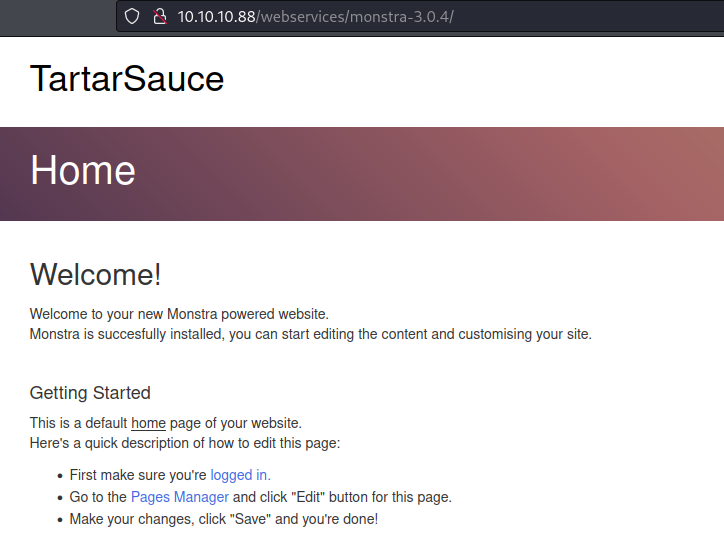 10.10.10.88/webservices/monstra-3.0.4/
TartarSauce
Home
Welcome!
Welcome to your new Monstra powered website.
Monstra is succesfully installed, you can start editing the content and customising your site.
Getting Started
This is a default home page of your website.
Here's a quick description of how to edit this page:
• First make sure you're logged in.
• Go to the Pages Manager and click "Edit" button for this page.
• Make your changes, click "Save" and you're done!